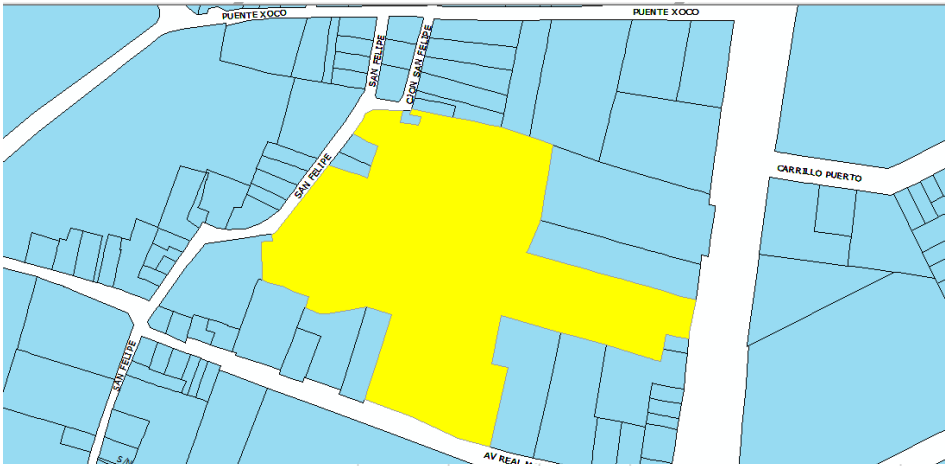 PUENTE XOCO
PUENTE XOCO
SAN FELIPE
CJON SAN FELIPE
SAN FELIPE
CARRILLO PUERTO
SAN FELIPE
AV REAL